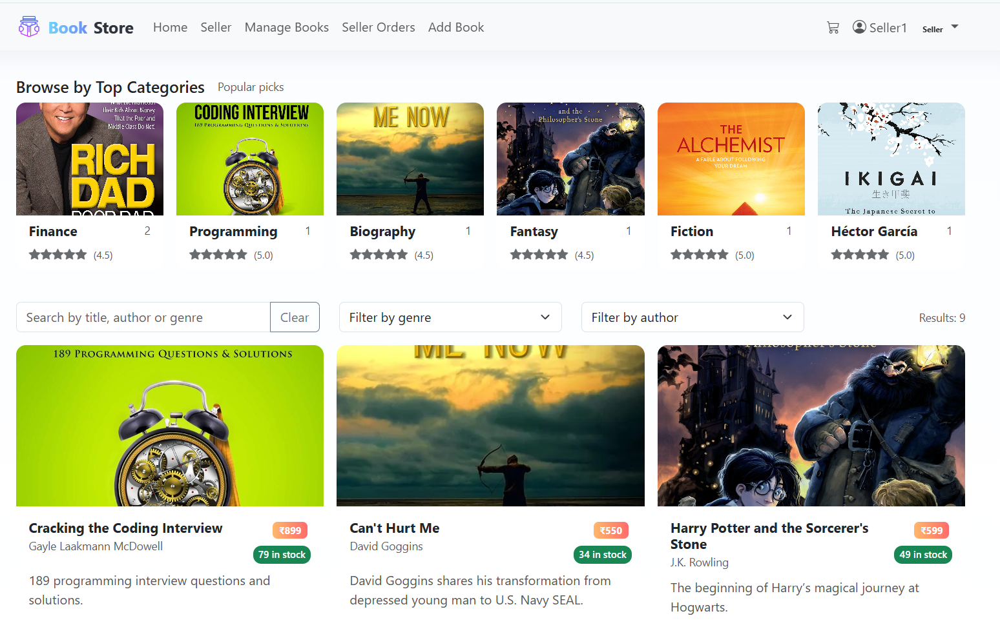 Book Store Home Seller Manage Books Seller Orders Add Book Seller1 Seller
Browse by Top Categories Popular picks
their Kids About Money
That the Poor and
Middle Class Do Not!
RICH
DAD
POOR DAD
CODING INTERVIEW
189 PROGRAMMING QUESTIONS & SOLUTIONS
ME NOW
and the
Philosopher's Stone
THE
ALCHEMIST
A FABLE ABOUT FOLLOWING
YOUR DREAM
IKIGAI
生き甲斐
The Japanese Secret to
Finance 2
(4.5)
Programming 1
(5.0)
Biography 1
(4.5)
Fantasy 1
(4.5)
Fiction 1
(5.0)
Héctor García 1
(5.0)
Search by title, author or genre Clear Filter by genre Filter by author Results: 9
189 PROGRAMMING QUESTIONS & SOLUTIONS
ME NOW
Philosopher's Stone
Cracking the Coding Interview ₹899
Gayle Laakmann McDowell
79 in stock
189 programming interview questions and
solutions.
Can't Hurt Me ₹550
David Goggins
34 in stock
David Goggins shares his transformation from
depressed young man to U.S. Navy SEAL.
Harry Potter and the Sorcerer's ₹599
Stone
J.K. Rowling
49 in stock
The beginning of Harry’s magical journey at
Hogwarts.